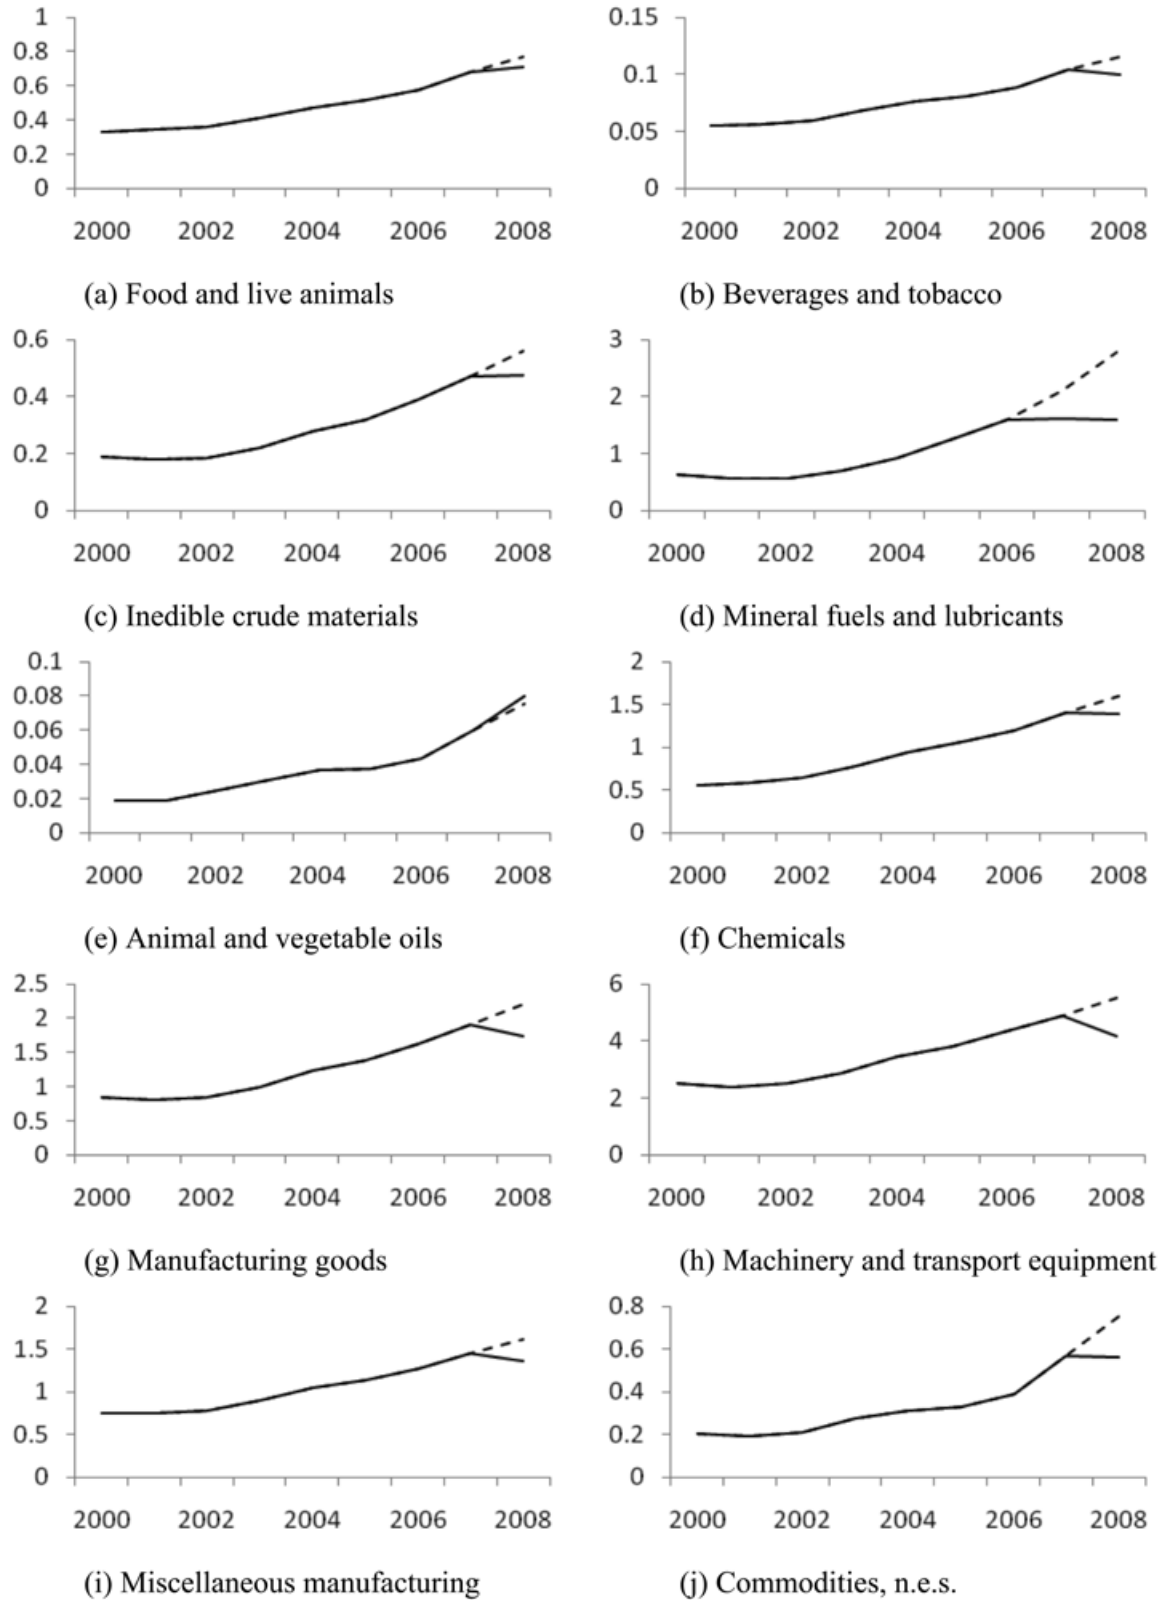 1
0.8
0.6
0.4
0.2
0
2000 2002 2004 2006 2008
(a) Food and live animals
0.15
0.1
0.05
0
2000 2002 2004 2006 2008
(b) Beverages and tobacco
0.6
0.4
0.2
0
2000 2002 2004 2006 2008
(c) Inedible crude materials
3
2
1
0
2000 2002 2004 2006 2008
(d) Mineral fuels and lubricants
0.1
0.08
0.06
0.04
0.02
0
2000 2002 2004 2006 2008
(e) Animal and vegetable oils
2
1.5
1
0.5
0
2000 2002 2004 2006 2008
(f) Chemicals
2.5
2
1.5
1
0.5
0
2000 2002 2004 2006 2008
(g) Manufacturing goods
6
4
2
0
2000 2002 2004 2006 2008
(h) Machinery and transport equipment
2
1.5
1
0.5
0
2000 2002 2004 2006 2008
(i) Miscellaneous manufacturing
0.8
0.6
0.4
0.2
0
2000 2002 2004 2006 2008
(j) Commodities, n.e.s.